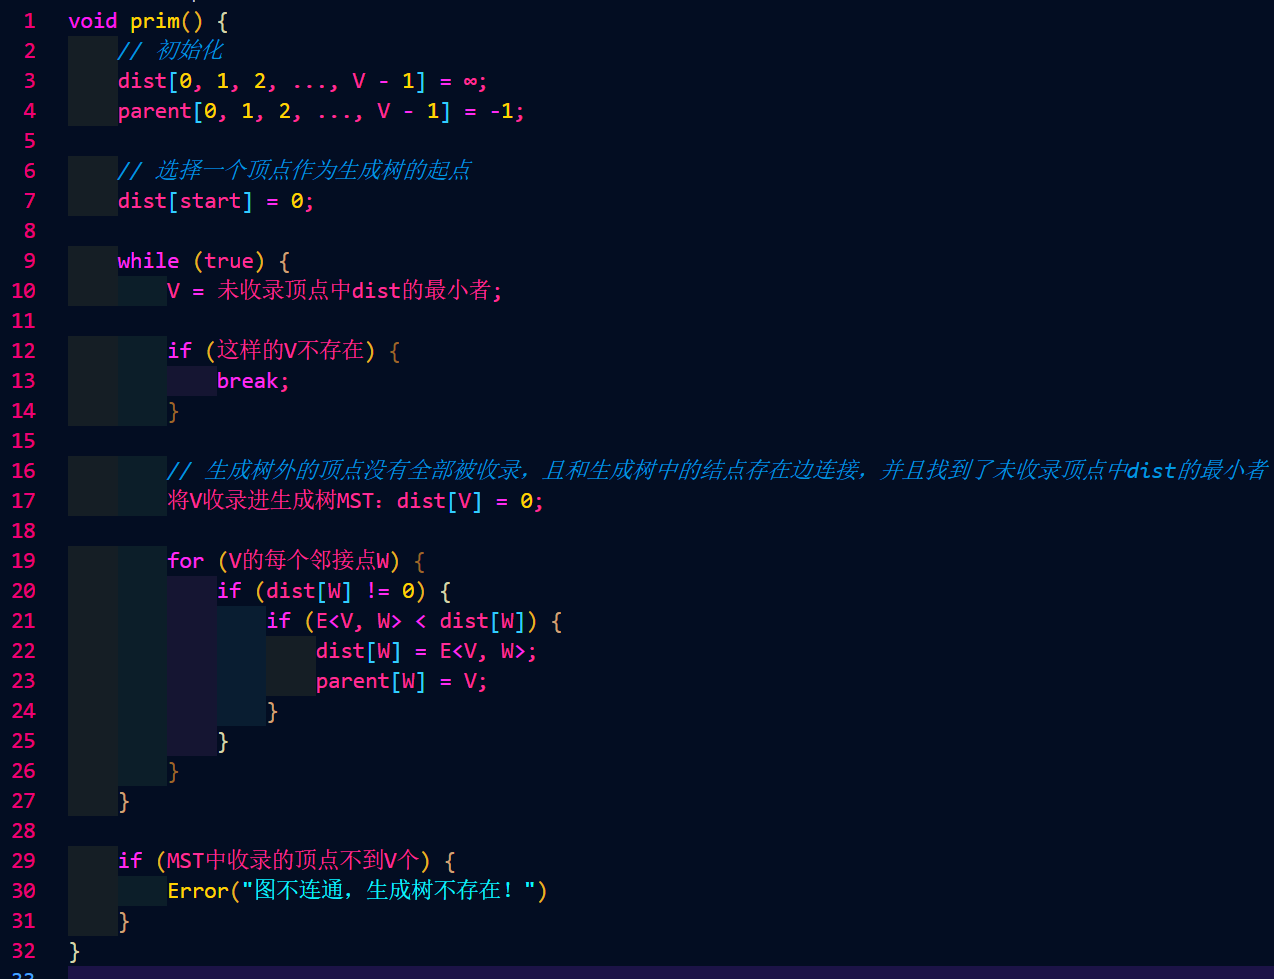 1 void prim() {
2 // 初始化
3 dist[0, 1, 2, ..., V - 1] = ∞;
4 parent[0, 1, 2, ..., V - 1] = -1;
5
6 // 选择一个顶点作为生成树的起点
7 dist[start] = 0;
8
9 while (true) {
10 V = 未收录顶点中dist的最小者;
11
12 if (这样的V不存在) {
13 break;
14 }
15
16 // 生成树外的顶点没有全部被收录，且和生成树中的结点存在边连接，并且找到了未收录顶点中dist的最小者
17 将V收录进生成树MST：dist[V] = 0;
18
19 for (V的每个邻接点W) {
20 if (dist[W] != 0) {
21 if (E<V, W> < dist[W]) {
22 dist[W] = E<V, W>;
23 parent[W] = V;
24 }
25 }
26 }
27 }
28
29 if (MST中收录的顶点不到V个) {
30 Error("图不连通，生成树不存在！")
31 }
32 }